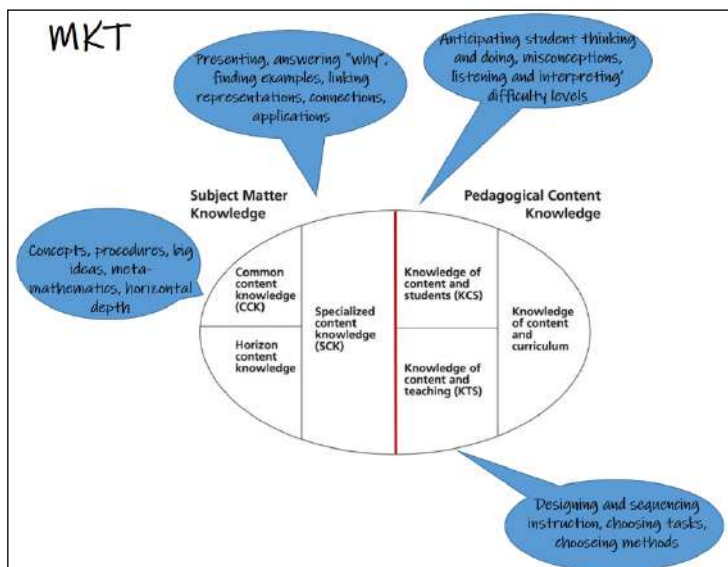 MKT
Presenting, answering "why",
finding examples, linking
representations, connections,
applications
Anticipating student thinking
and doing, misconceptions,
listening and interpreting'
difficulty levels
Subject Matter
Knowledge
Pedagogical Content
Knowledge
Concepts, procedures, big
ideas, meta-
mathematics, horizontal
depth
Common
content
knowledge
(CCK)
Horizon
content
knowledge
Specialized
content
knowledge
(SCK)
Knowledge of
content and
students (KCS)
Knowledge of
content and
teaching (KTS)
Knowledge
of content
and
curriculum
Designing and sequencing
instruction, choosing tasks,
chooseing methods